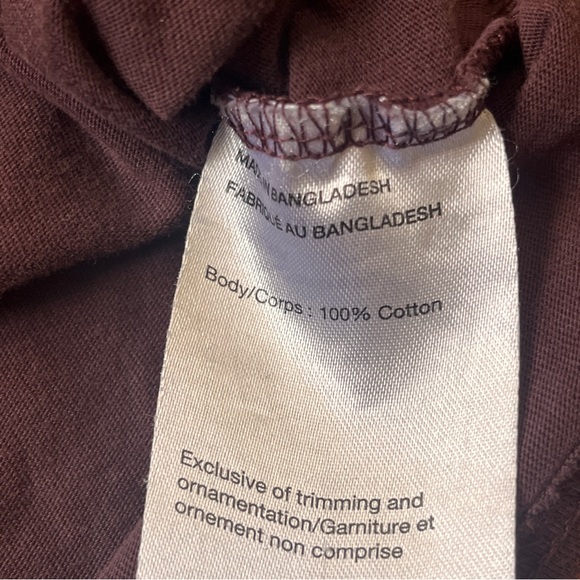 MADE IN BANGLADESH
FABRIQUÉ AU BANGLADESH
Body/Corps : 100% Cotton
Exclusive of trimming and
ornamentation/Garniture et
ornement non comprise